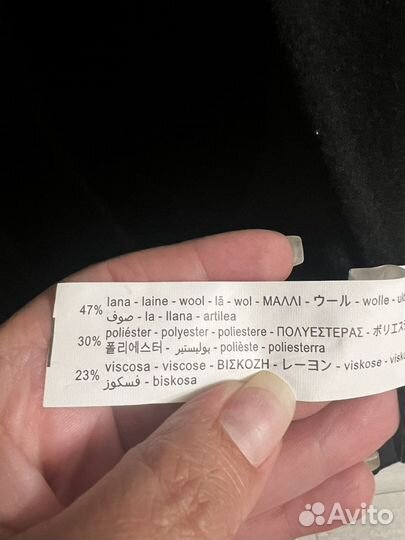 47% lana - laine - wool - lã - wol - ΜΑΛΛΙ - ウール - wolle -
صوف - la - llana - artilea
30% poliéster - polyester - poliestere - ΠΟΛΥΕΣΤΕΡΑΣ - ポリエス
폴리에스터 - بوليستير - polièste - poliesterra
23% viscosa - viscose - ΒΙΣΚΟΖΗ - レーヨン - viskose -
فسكوز - biskosa
Avito